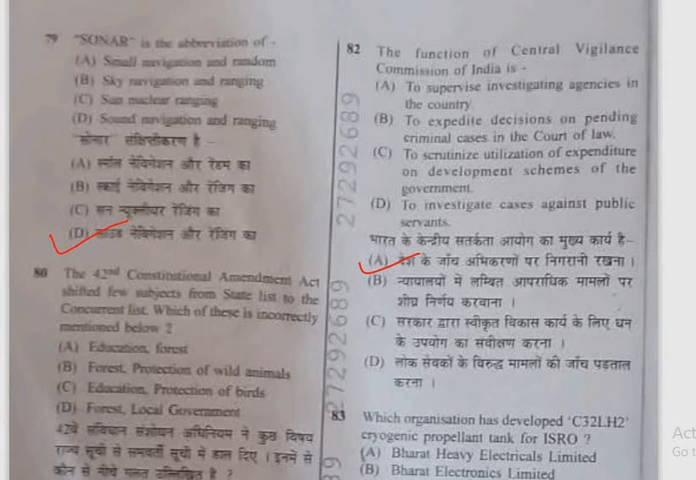 79 "SONAR" is the abbreviation of -
(A) Small navigation and random
(B) Sky navigation and ranging
(C) Sun nuclear ranging
(D) Sound navigation and ranging
"सोनार" संक्षिप्तीकरण है –
(A) स्मॉल नेविगेशन और रेंडम का
(B) स्काई नेविगेशन और रेंजिग का
(C) सन न्यूक्लीयर रेंजिग का
(D) साउंड नेविगेशन और रेंजिग का
80 The 42nd Constitutional Amendment Act
shifted few subjects from State list to the
Concurrent list. Which of these is incorrectly
mentioned below ?
(A) Education, forest
(B) Forest, Protection of wild animals
(C) Education, Protection of birds
(D) Forest, Local Government
42वें संविधान संशोधन अधिनियम ने कुछ विषय
राज्य सूची से समवर्ती सूची में डाल दिए । इनमें से
कौन से नीचे गलत उल्लिखित है ?
82 The function of Central Vigilance
Commission of India is -
(A) To supervise investigating agencies in
the country.
(B) To expedite decisions on pending
criminal cases in the Court of law.
(C) To scrutinize utilization of expenditure
on development schemes of the
government.
(D) To investigate cases against public
servants.
भारत के केन्द्रीय सतर्कता आयोग का मुख्य कार्य है–
(A) देश के जाँच अभिकरणों पर निगरानी रखना ।
(B) न्यायालयों में लम्बित आपराधिक मामलों पर
शीघ्र निर्णय करवाना ।
(C) सरकार द्वारा स्वीकृत विकास कार्य के लिए धन
के उपयोग का संवीक्षण करना ।
(D) लोक सेवकों के विरुद्ध मामलों की जाँच पड़ताल
करना ।
83 Which organisation has developed 'C32LH2'
cryogenic propellant tank for ISRO ?
(A) Bharat Heavy Electricals Limited
(B) Bharat Electronics Limited
27292689
27292689
Act
Go t